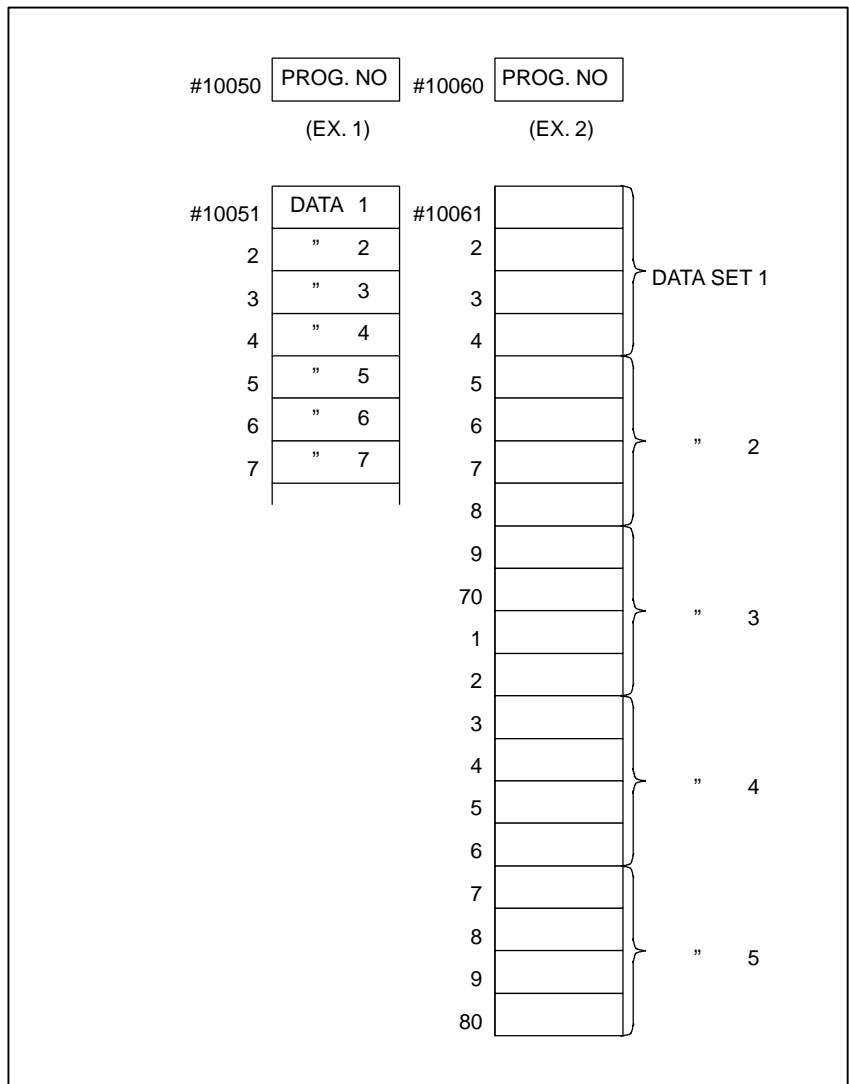 #10050 PROG. NO #10060 PROG. NO
(EX. 1) (EX. 2)
#10051 DATA 1 #10061
2 ” 2 2
DATA SET 1
3 ” 3 3
4 ” 4 4
5 ” 5 5
6 ” 6 6
” 2
7 ” 7 7
8
9
70
” 3
1
2
3
4
” 4
5
6
7
8
” 5
9
80